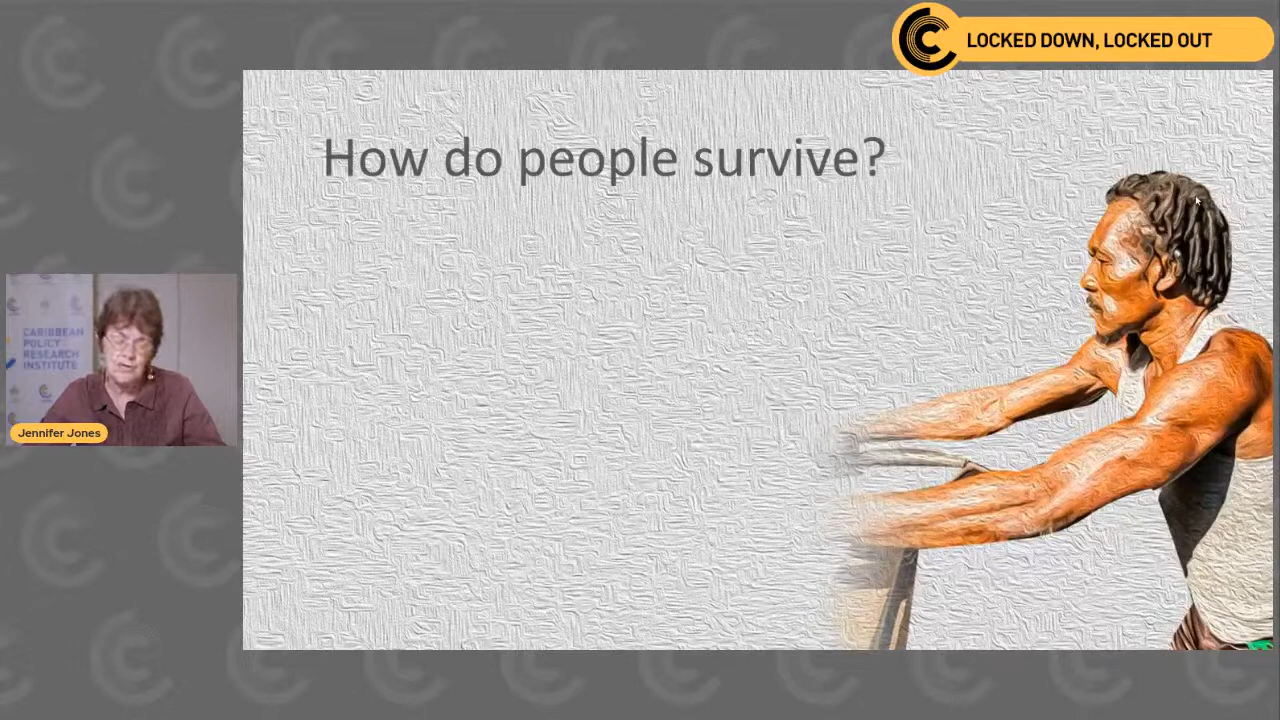 LOCKED DOWN, LOCKED OUT
How do people survive?
CARIBBEAN
POLICY
RESEARCH
INSTITUTE
Jennifer Jones